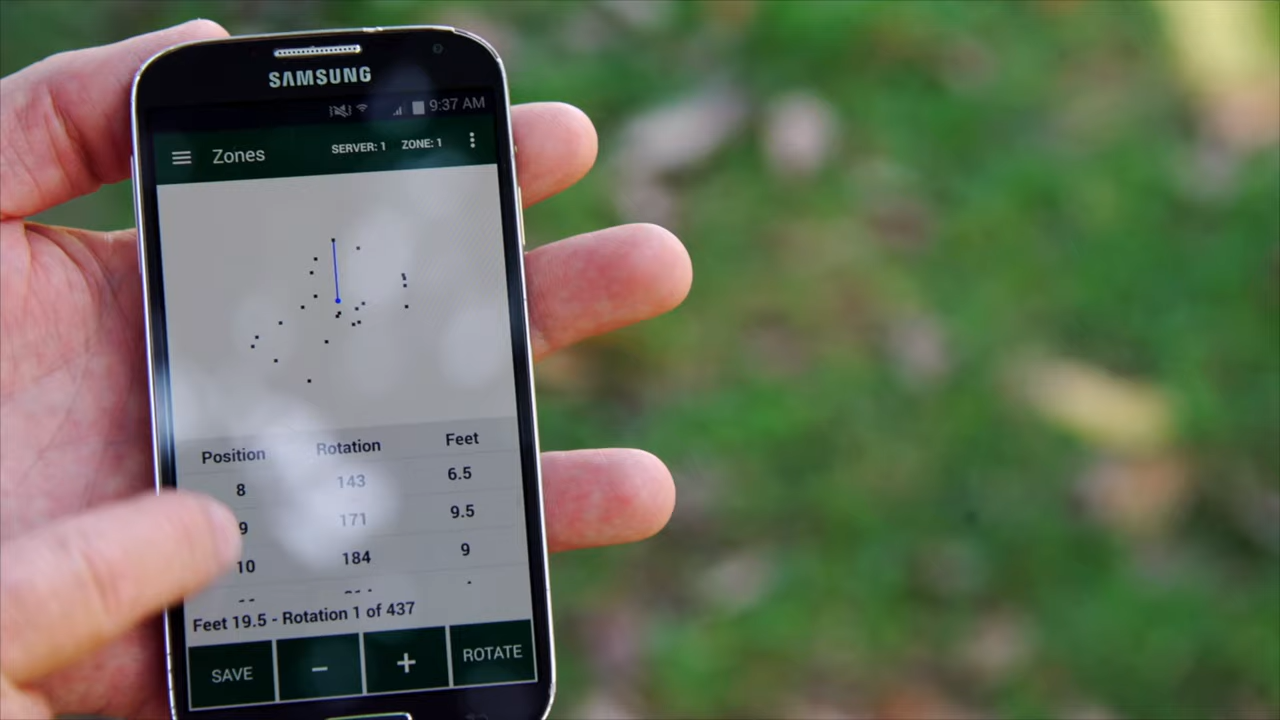 SAMSUNG
9:37 AM
Zones SERVER: 1 ZONE: 1
Position Rotation Feet
8 143 6.5
9 171 9.5
10 184 9
Feet 19.5 - Rotation 1 of 437
SAVE − + ROTATE